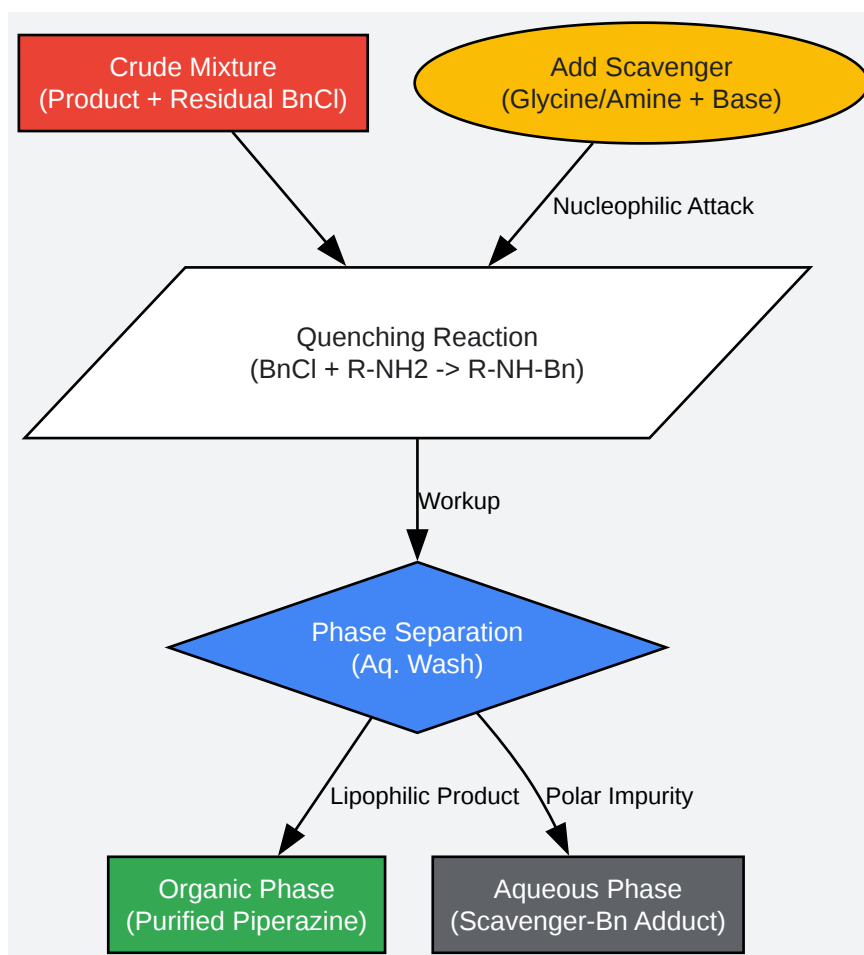 Crude Mixture
(Product + Residual BnCl)
Add Scavenger
(Glycine/Amine + Base)
Nucleophilic Attack
Quenching Reaction
(BnCl + R-NH2 -> R-NH-Bn)
Workup
Phase Separation
(Aq. Wash)
Lipophilic Product
Polar Impurity
Organic Phase
(Purified Piperazine)
Aqueous Phase
(Scavenger-Bn Adduct)